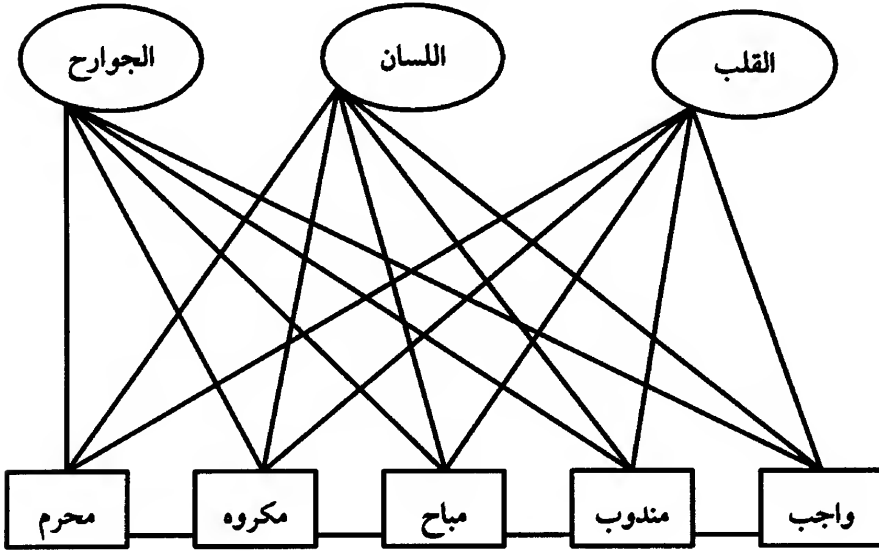 القلب
اللسان
الجوارح
واجب
مندوب
مباح
مكروه
محرم